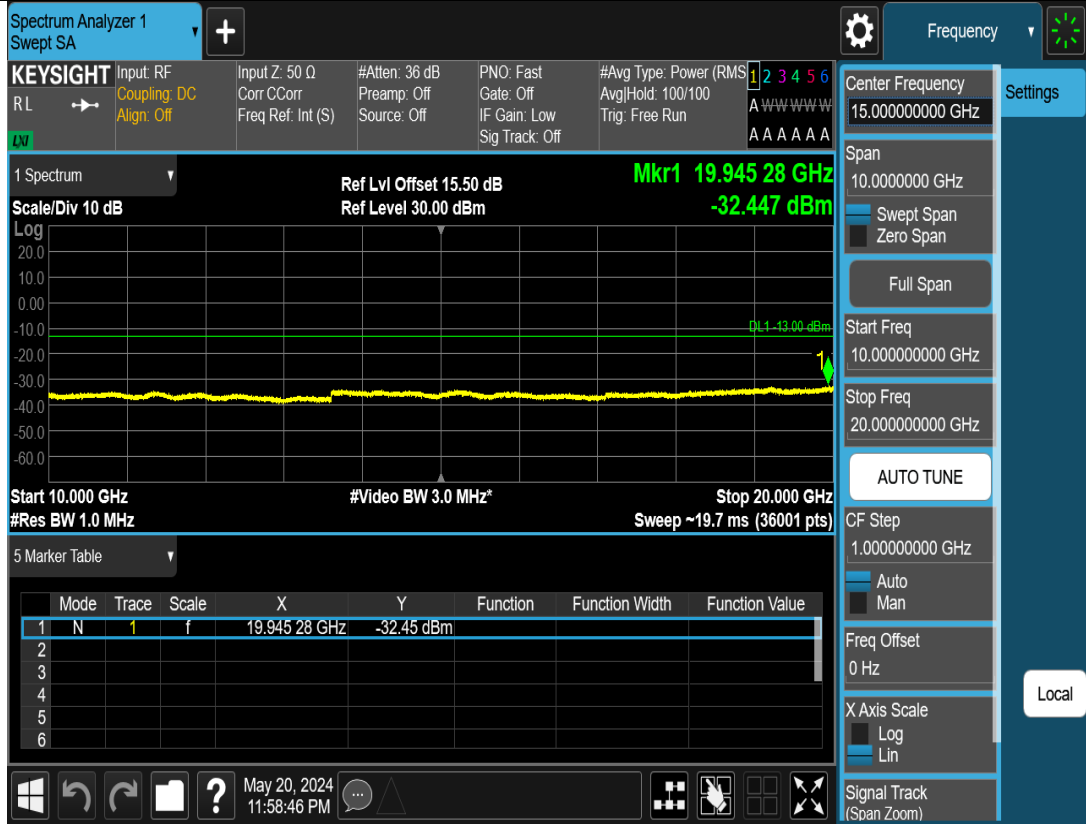 Spectrum Analyzer 1
Swept SA
+
Frequency
KEYSIGHT
RL
LXI
Input: RF
Coupling: DC
Align: Off
Input Z: 50 Ω
Corr CCorr
Freq Ref: Int (S)
#Atten: 36 dB
Preamp: Off
Source: Off
PNO: Fast
Gate: Off
IF Gain: Low
Sig Track: Off
#Avg Type: Power (RMS
Avg|Hold: 100/100
Trig: Free Run
1 2 3 4 5 6
A W W W W W
A A A A A A
1 Spectrum
Scale/Div 10 dB
Ref Lvl Offset 15.50 dB
Ref Level 30.00 dBm
Mkr1 19.945 28 GHz
-32.447 dBm
Log
20.0
10.0
0.00
-10.0
-20.0
-30.0
-40.0
-50.0
-60.0
DL1 -13.00 dBm
1
Start 10.000 GHz
#Res BW 1.0 MHz
#Video BW 3.0 MHz*
Stop 20.000 GHz
Sweep ~19.7 ms (36001 pts)
5 Marker Table
Mode Trace Scale X Y Function Function Width Function Value
1 N 1 f 19.945 28 GHz -32.45 dBm
2
3
4
5
6
?
May 20, 2024
11:58:46 PM
Center Frequency
15.000000000 GHz
Settings
Span
10.0000000 GHz
Swept Span
Zero Span
Full Span
Start Freq
10.000000000 GHz
Stop Freq
20.000000000 GHz
AUTO TUNE
CF Step
1.000000000 GHz
Auto
Man
Freq Offset
0 Hz
Local
X Axis Scale
Log
Lin
Signal Track
(Span Zoom)